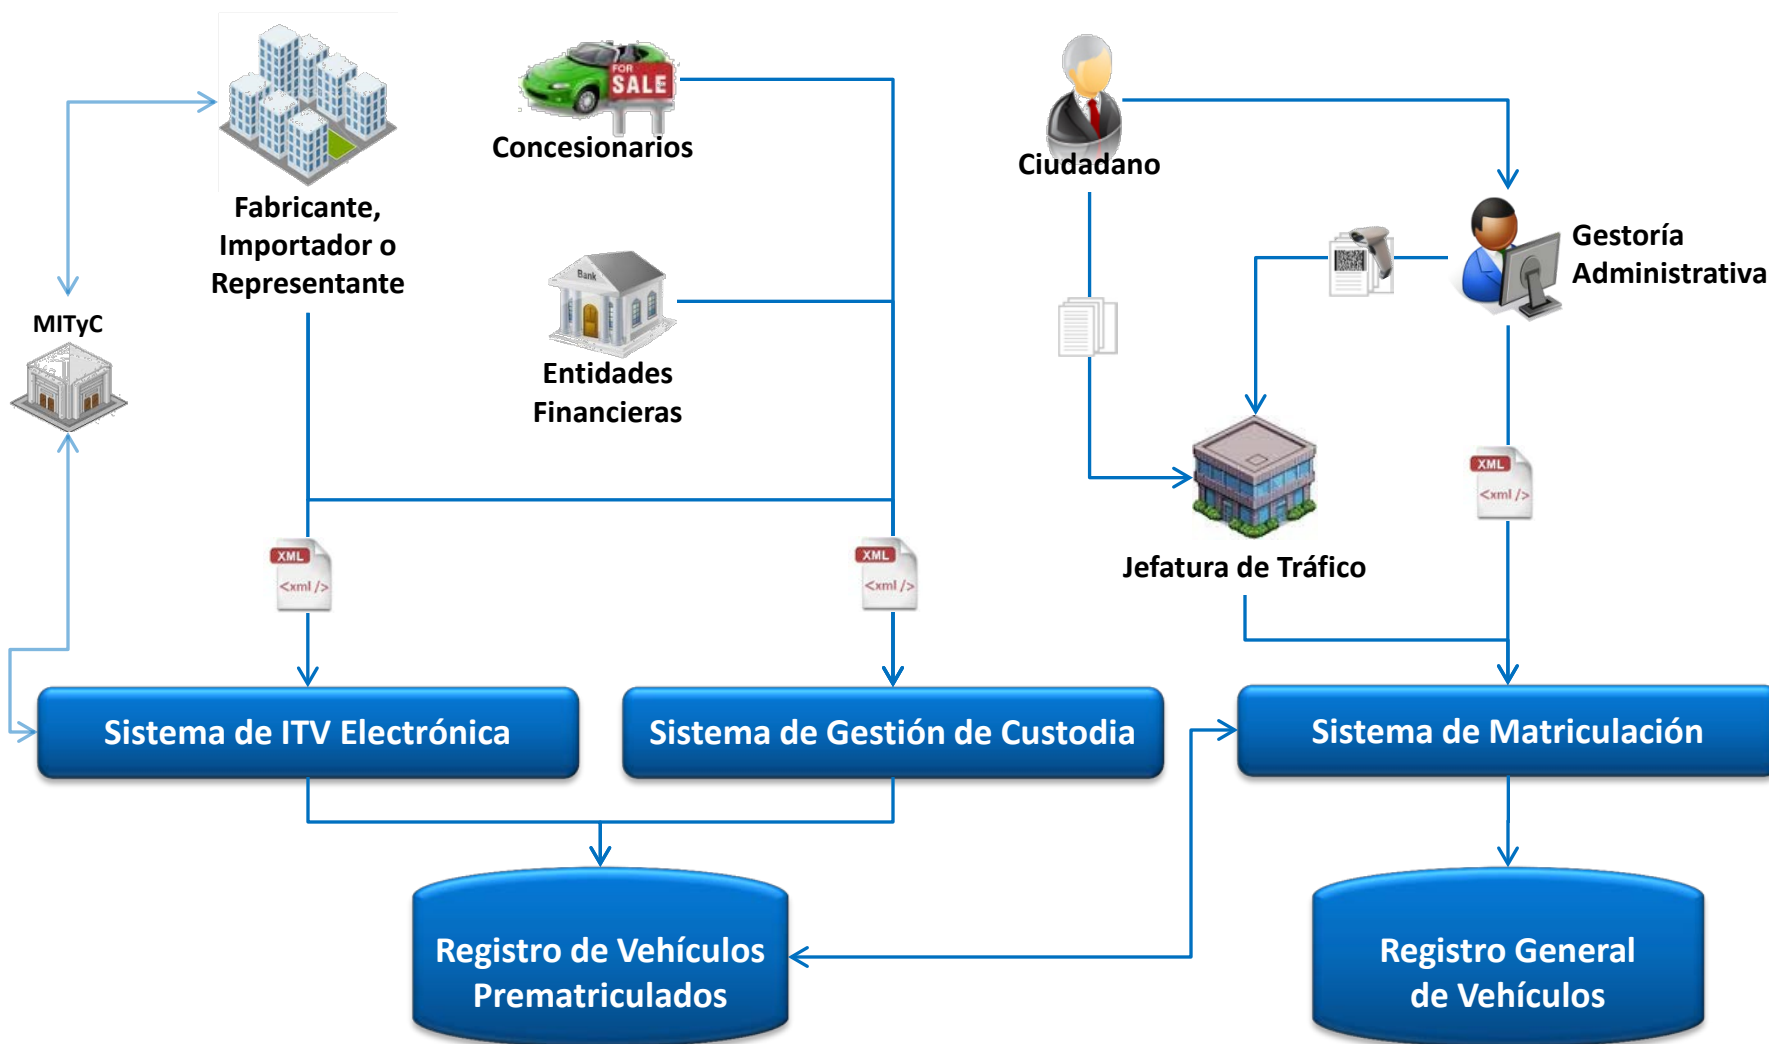 FOR
SALE
Concesionarios
Ciudadano
Fabricante,
Importador o
Representante
Gestoría
Administrativa
Bank
MITyC
Entidades
Financieras
XML
<xml />
XML
<xml />
XML
<xml />
Jefatura de Tráfico
Sistema de ITV Electrónica
Sistema de Gestión de Custodia
Sistema de Matriculación
Registro de Vehículos
Prematriculados
Registro General
de Vehículos